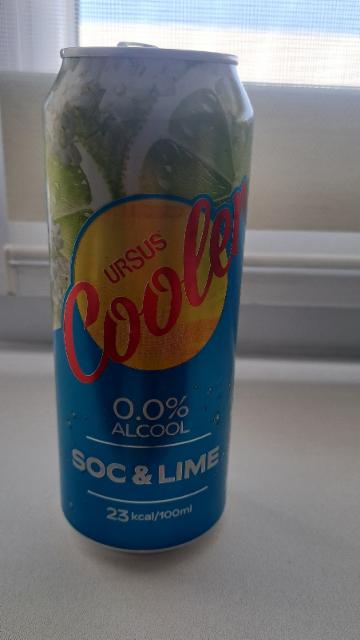 URSUS
Cooler
0.0%
ALCOOL
SOC & LIME
23 kcal/100ml